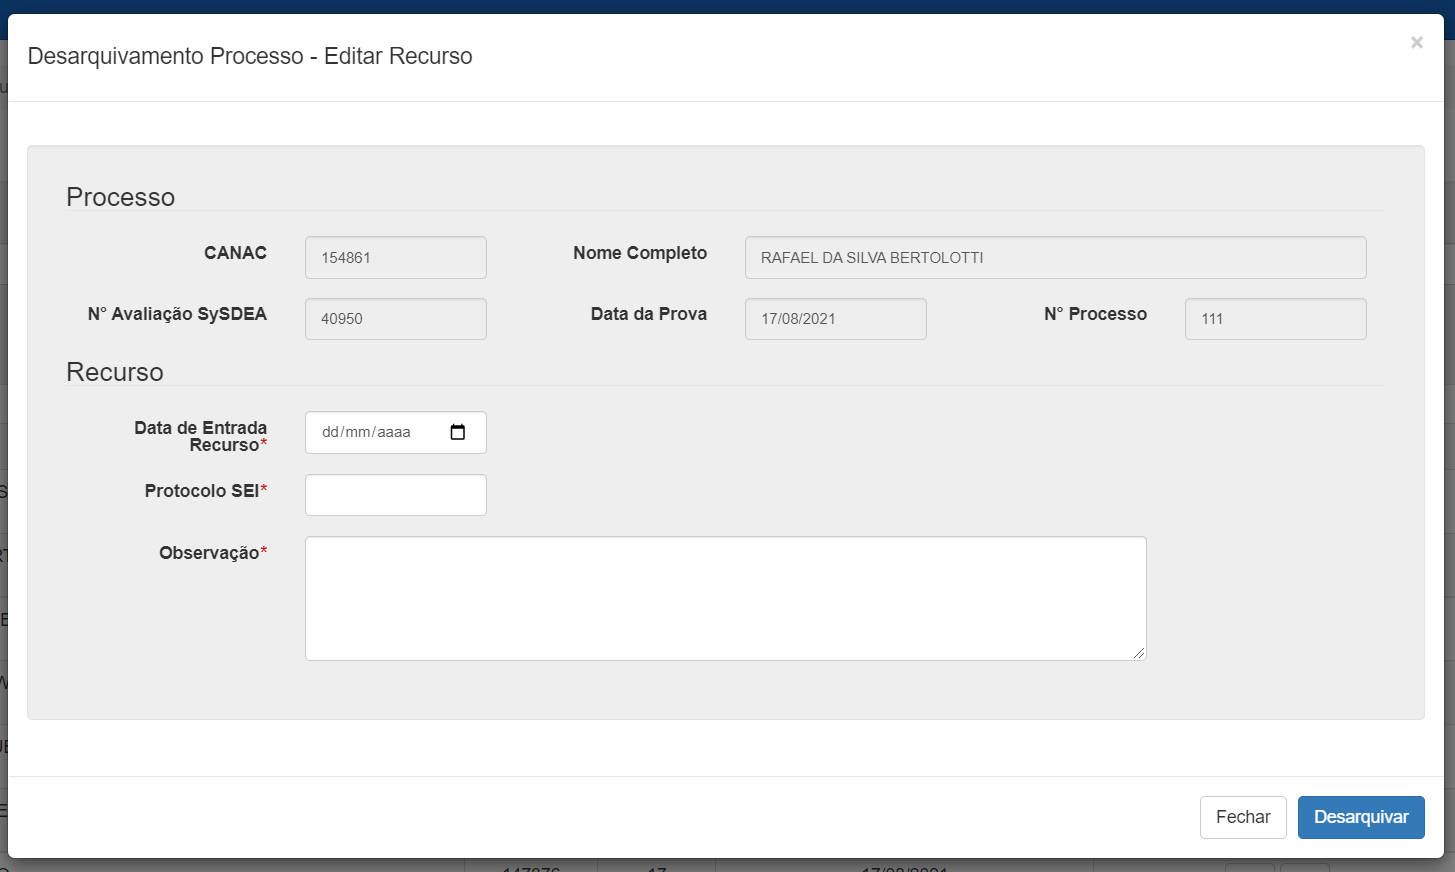 Desarquivamento Processo - Editar Recurso
×
Processo
CANAC 154861 Nome Completo RAFAEL DA SILVA BERTOLOTTI
N° Avaliação SySDEA 40950 Data da Prova 17/08/2021 N° Processo 111
Recurso
Data de Entrada
Recurso* dd/mm/aaaa
Protocolo SEI*
Observação*
Fechar Desarquivar